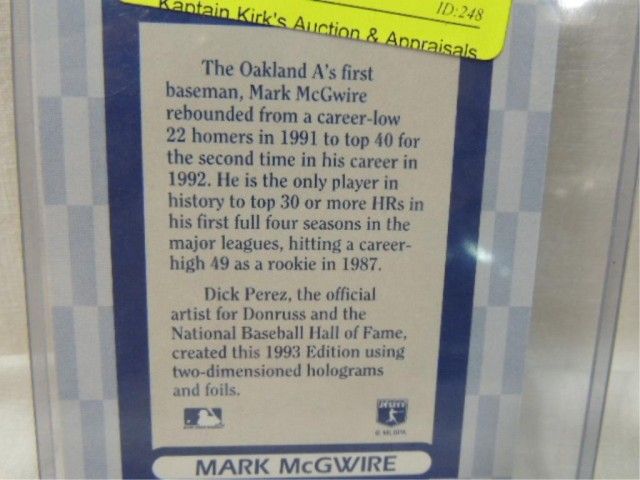 ID:248
Kaptain Kirk's Auction & Appraisals
The Oakland A's first
baseman, Mark McGwire
rebounded from a career-low
22 homers in 1991 to top 40 for
the second time in his career in
1992. He is the only player in
history to top 30 or more HRs in
his first full four seasons in the
major leagues, hitting a career-
high 49 as a rookie in 1987.
Dick Perez, the official
artist for Donruss and the
National Baseball Hall of Fame,
created this 1993 Edition using
two-dimensioned holograms
and foils.
© MLBPA
MARK McGWIRE